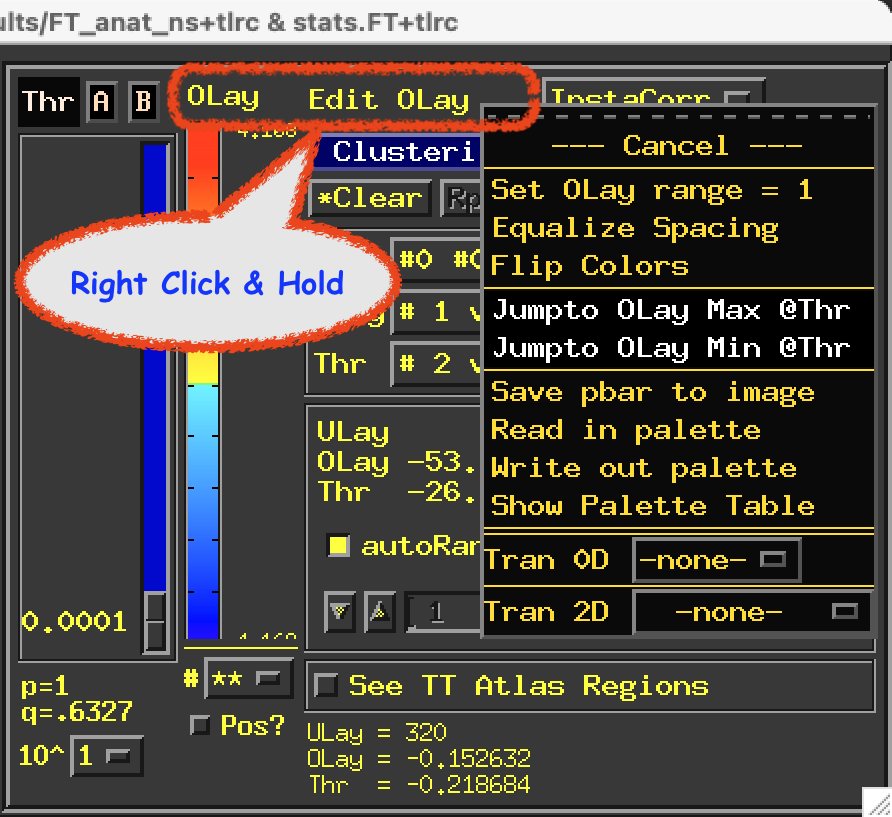 ults/FT_anat_ns+tlrc & stats.FT+tlrc
Thr A B OLay Edit OLay InstaCorr
4.168
Clusteri
--- Cancel ---
*Clear Rp
Set OLay range = 1
Equalize Spacing
#0
Flip Colors
Right Click & Hold
# 1
Jumpto OLay Max @Thr
Jumpto OLay Min @Thr
Thr # 2
Save pbar to image
ULay
Read in palette
OLay -53.
Write out palette
Thr -26.
Show Palette Table
autoRan
Tran 0D -none-
1
Tran 2D -none-
0.0001
# **
See TT Atlas Regions
p=1
q=.6327
Pos?
10^ 1
ULay = 320
OLay = -0.152632
Thr = -0.218684